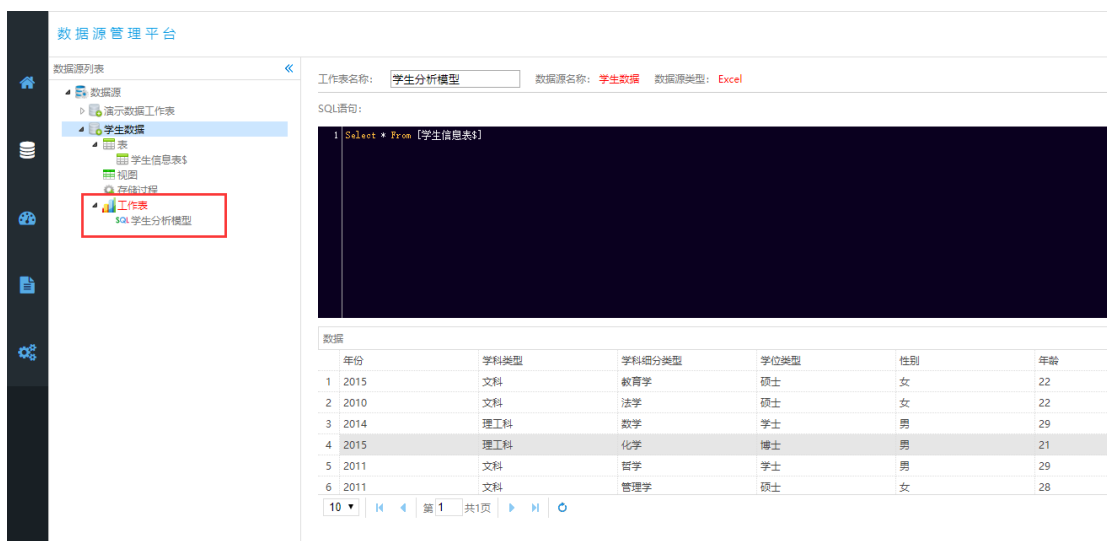 数据源管理平台
数据源列表
数据源
演示数据工作表
学生数据
表
学生信息表$
视图
存储过程
工作表
SQL 学生分析模型
工作表名称： 学生分析模型 数据源名称： 学生数据 数据源类型： Excel
SQL语句：
1 Select * From [学生信息表$]
数据
年份 学科类型 学科细分类型 学位类型 性别 年龄
1 2015 文科 教育学 硕士 女 22
2 2010 文科 法学 硕士 女 22
3 2014 理工科 数学 学士 男 29
4 2015 理工科 化学 博士 男 21
5 2011 文科 哲学 学士 男 29
6 2011 文科 管理学 硕士 女 28
10 第 1 共1页